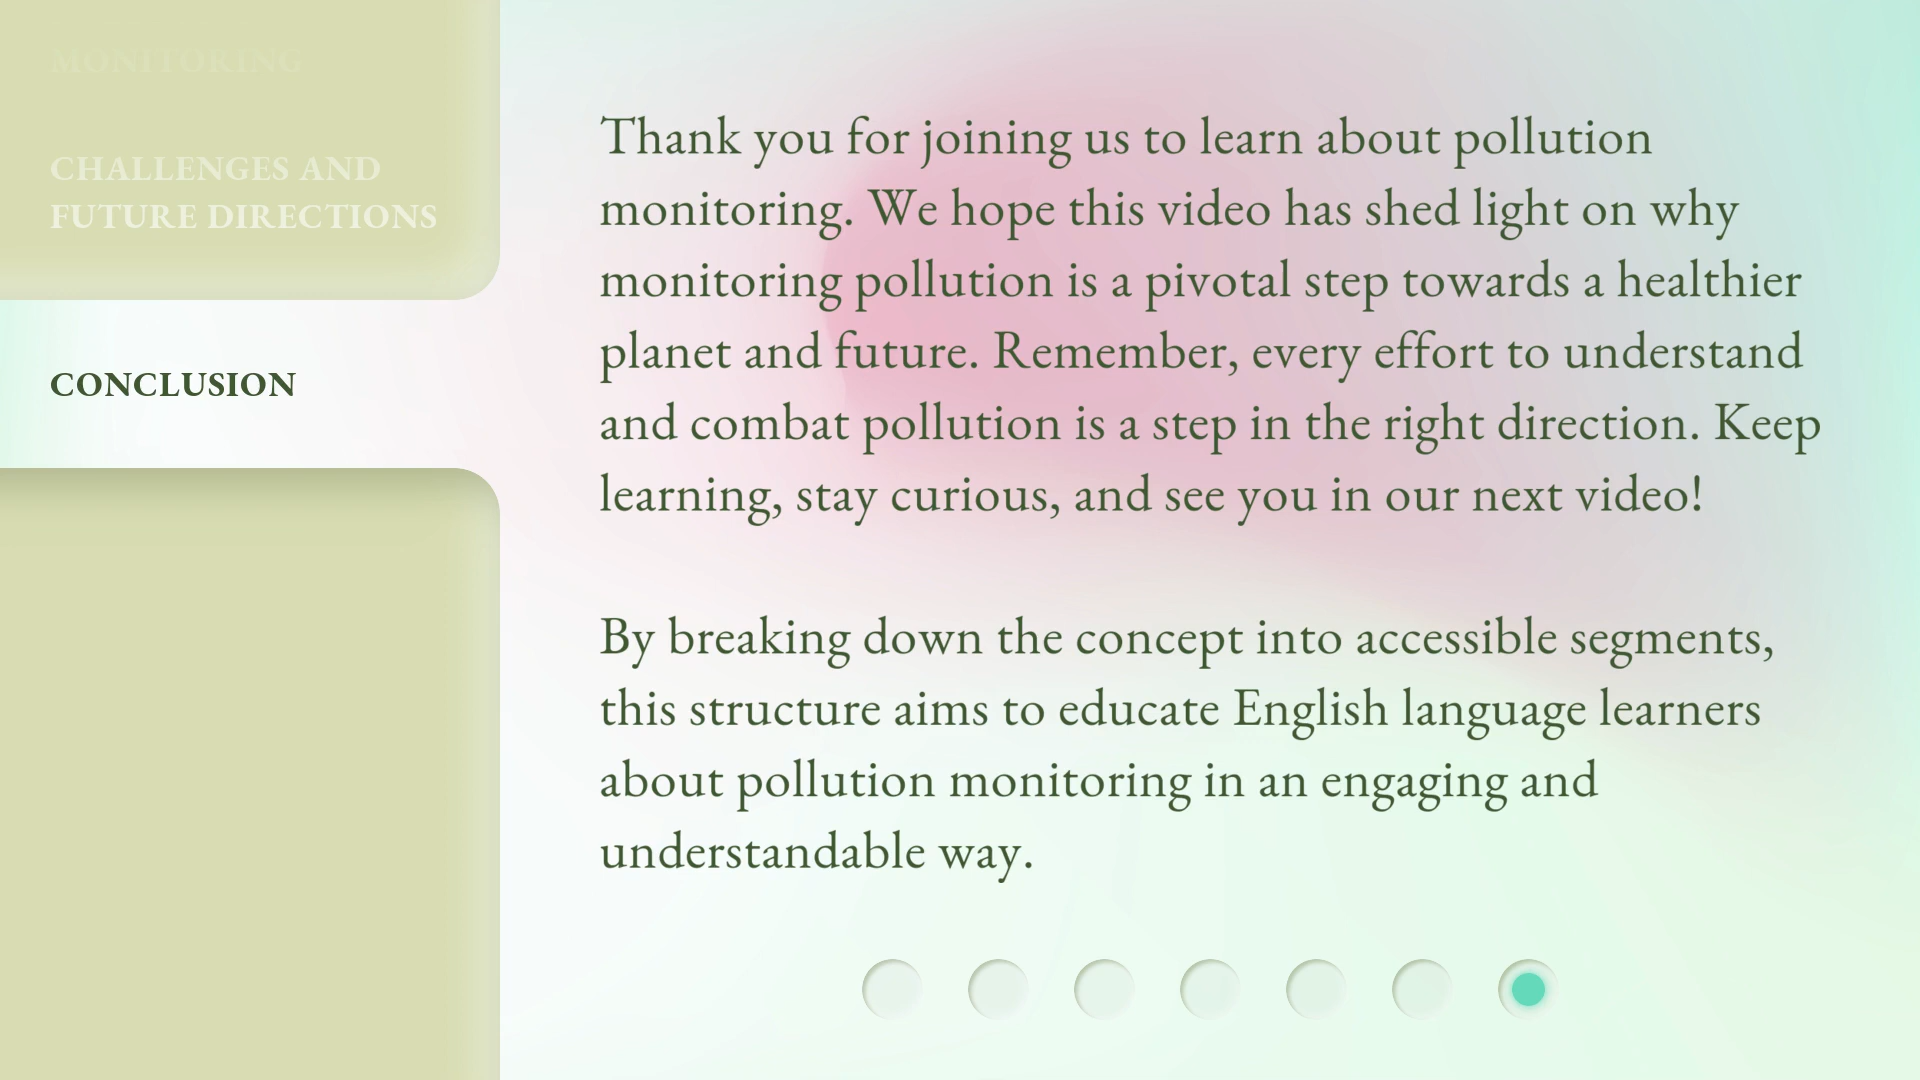 MONITORING
CHALLENGES AND
FUTURE DIRECTIONS
CONCLUSION
Thank you for joining us to learn about pollution
monitoring. We hope this video has shed light on why
monitoring pollution is a pivotal step towards a healthier
planet and future. Remember, every effort to understand
and combat pollution is a step in the right direction. Keep
learning, stay curious, and see you in our next video!
By breaking down the concept into accessible segments,
this structure aims to educate English language learners
about pollution monitoring in an engaging and
understandable way.